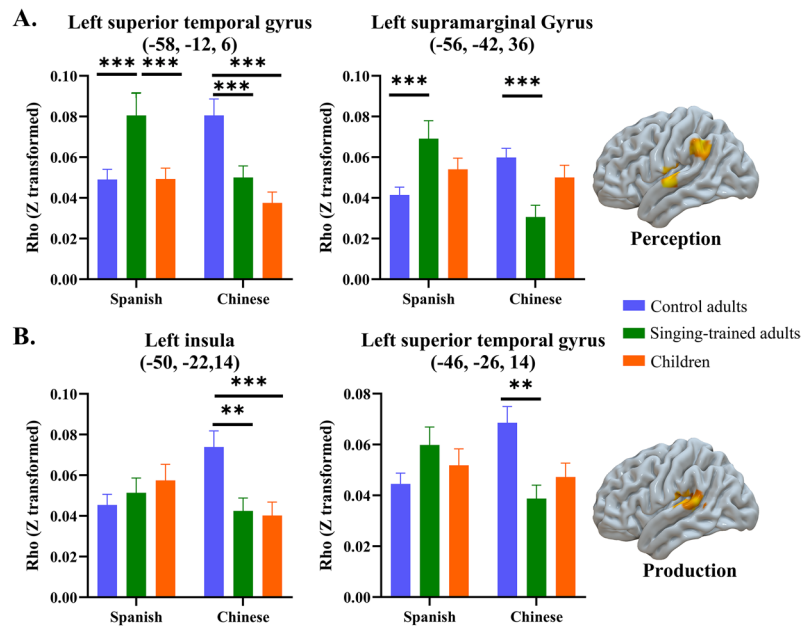 A.
Left superior temporal gyrus
(-58, -12, 6)
*** *** ***
***
Rho (Z transformed)
0.10
0.08
0.06
0.04
0.02
0.00
Spanish Chinese
Left supramarginal Gyrus
(-56, -42, 36)
*** ***
Rho (Z transformed)
0.10
0.08
0.06
0.04
0.02
0.00
Spanish Chinese
Perception
Control adults
Singing-trained adults
Children
B.
Left insula
(-50, -22,14)
***
**
Rho (Z transformed)
0.10
0.08
0.06
0.04
0.02
0.00
Spanish Chinese
Left superior temporal gyrus
(-46, -26, 14)
**
Rho (Z transformed)
0.08
0.06
0.04
0.02
0.00
Spanish Chinese
Production